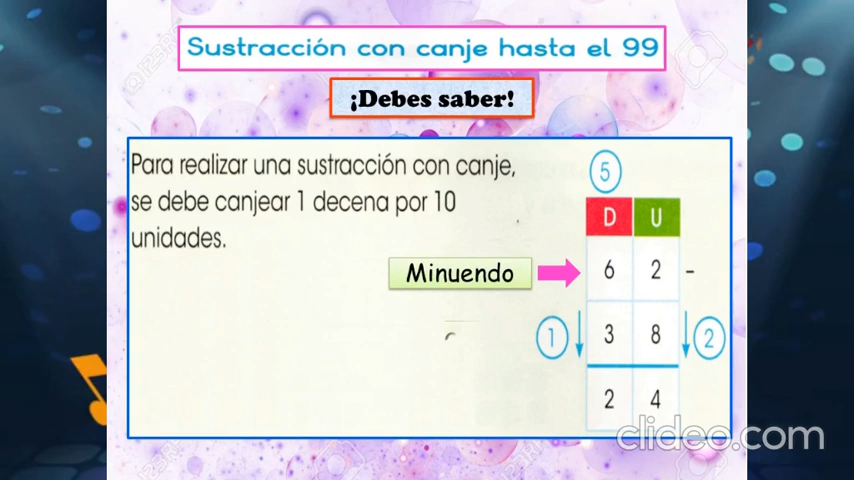 Sustracción con canje hasta el 99
¡Debes saber!
Para realizar una sustracción con canje,
se debe canjear 1 decena por 10
unidades.
5
D U
Minuendo 6 2 -
1 3 8 2
2 4
clideo.com